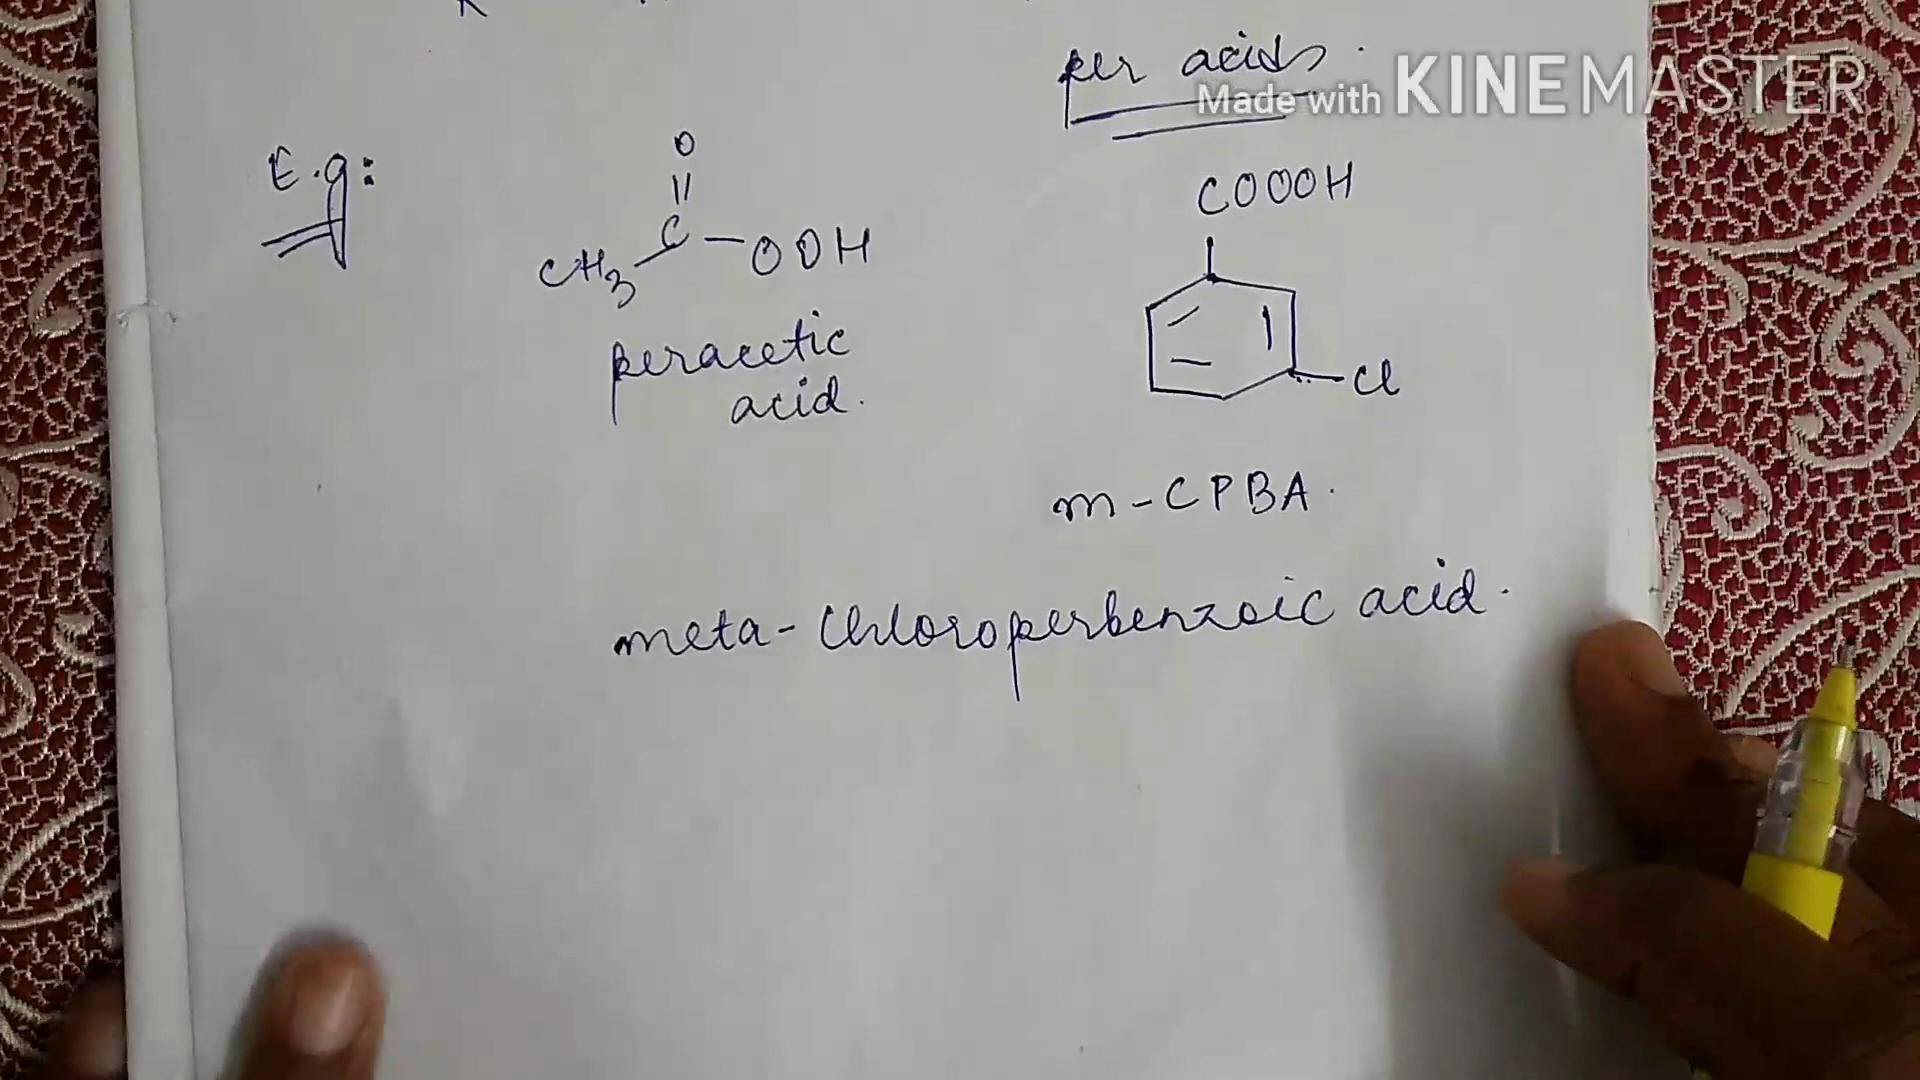 per acids.
Made with KINEMASTER
E.g:
O
||
CH3 C - OOH
peracetic
acid.
COOOH
Cl
m-CPBA.
meta-Chloroperbenzoic acid.